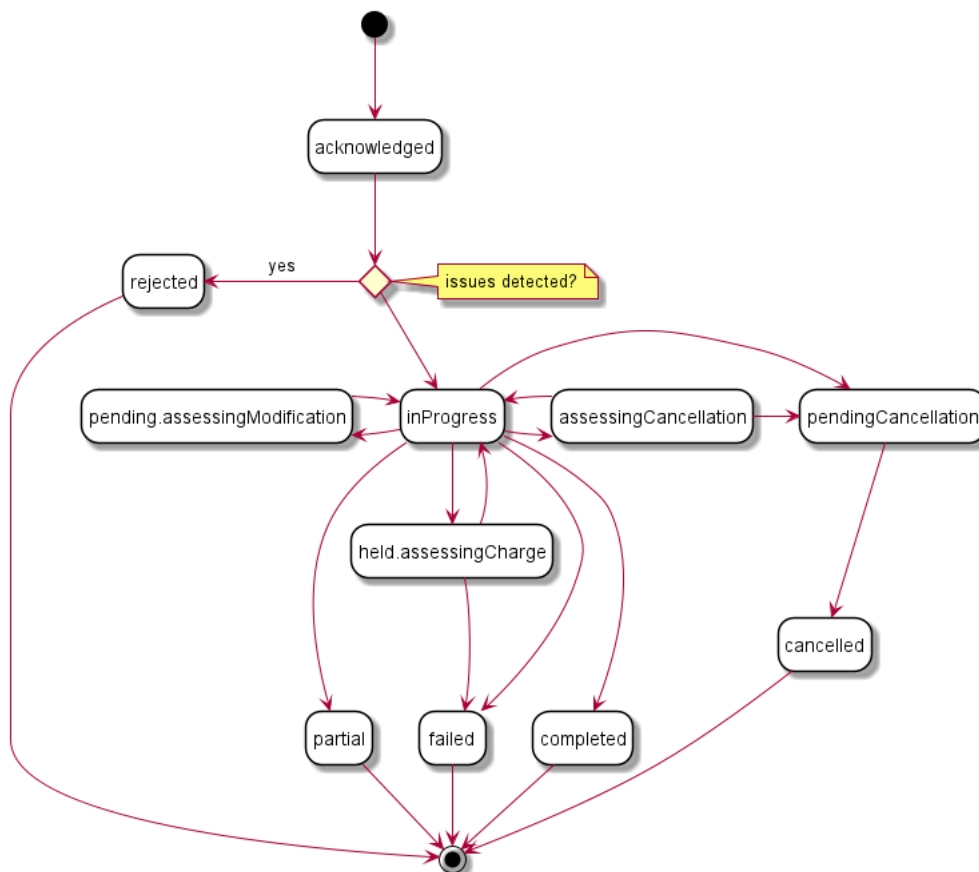 acknowledged
rejected
yes
issues detected?
pending.assessingModification
inProgress
assessingCancellation
pendingCancellation
held.assessingCharge
cancelled
partial
failed
completed